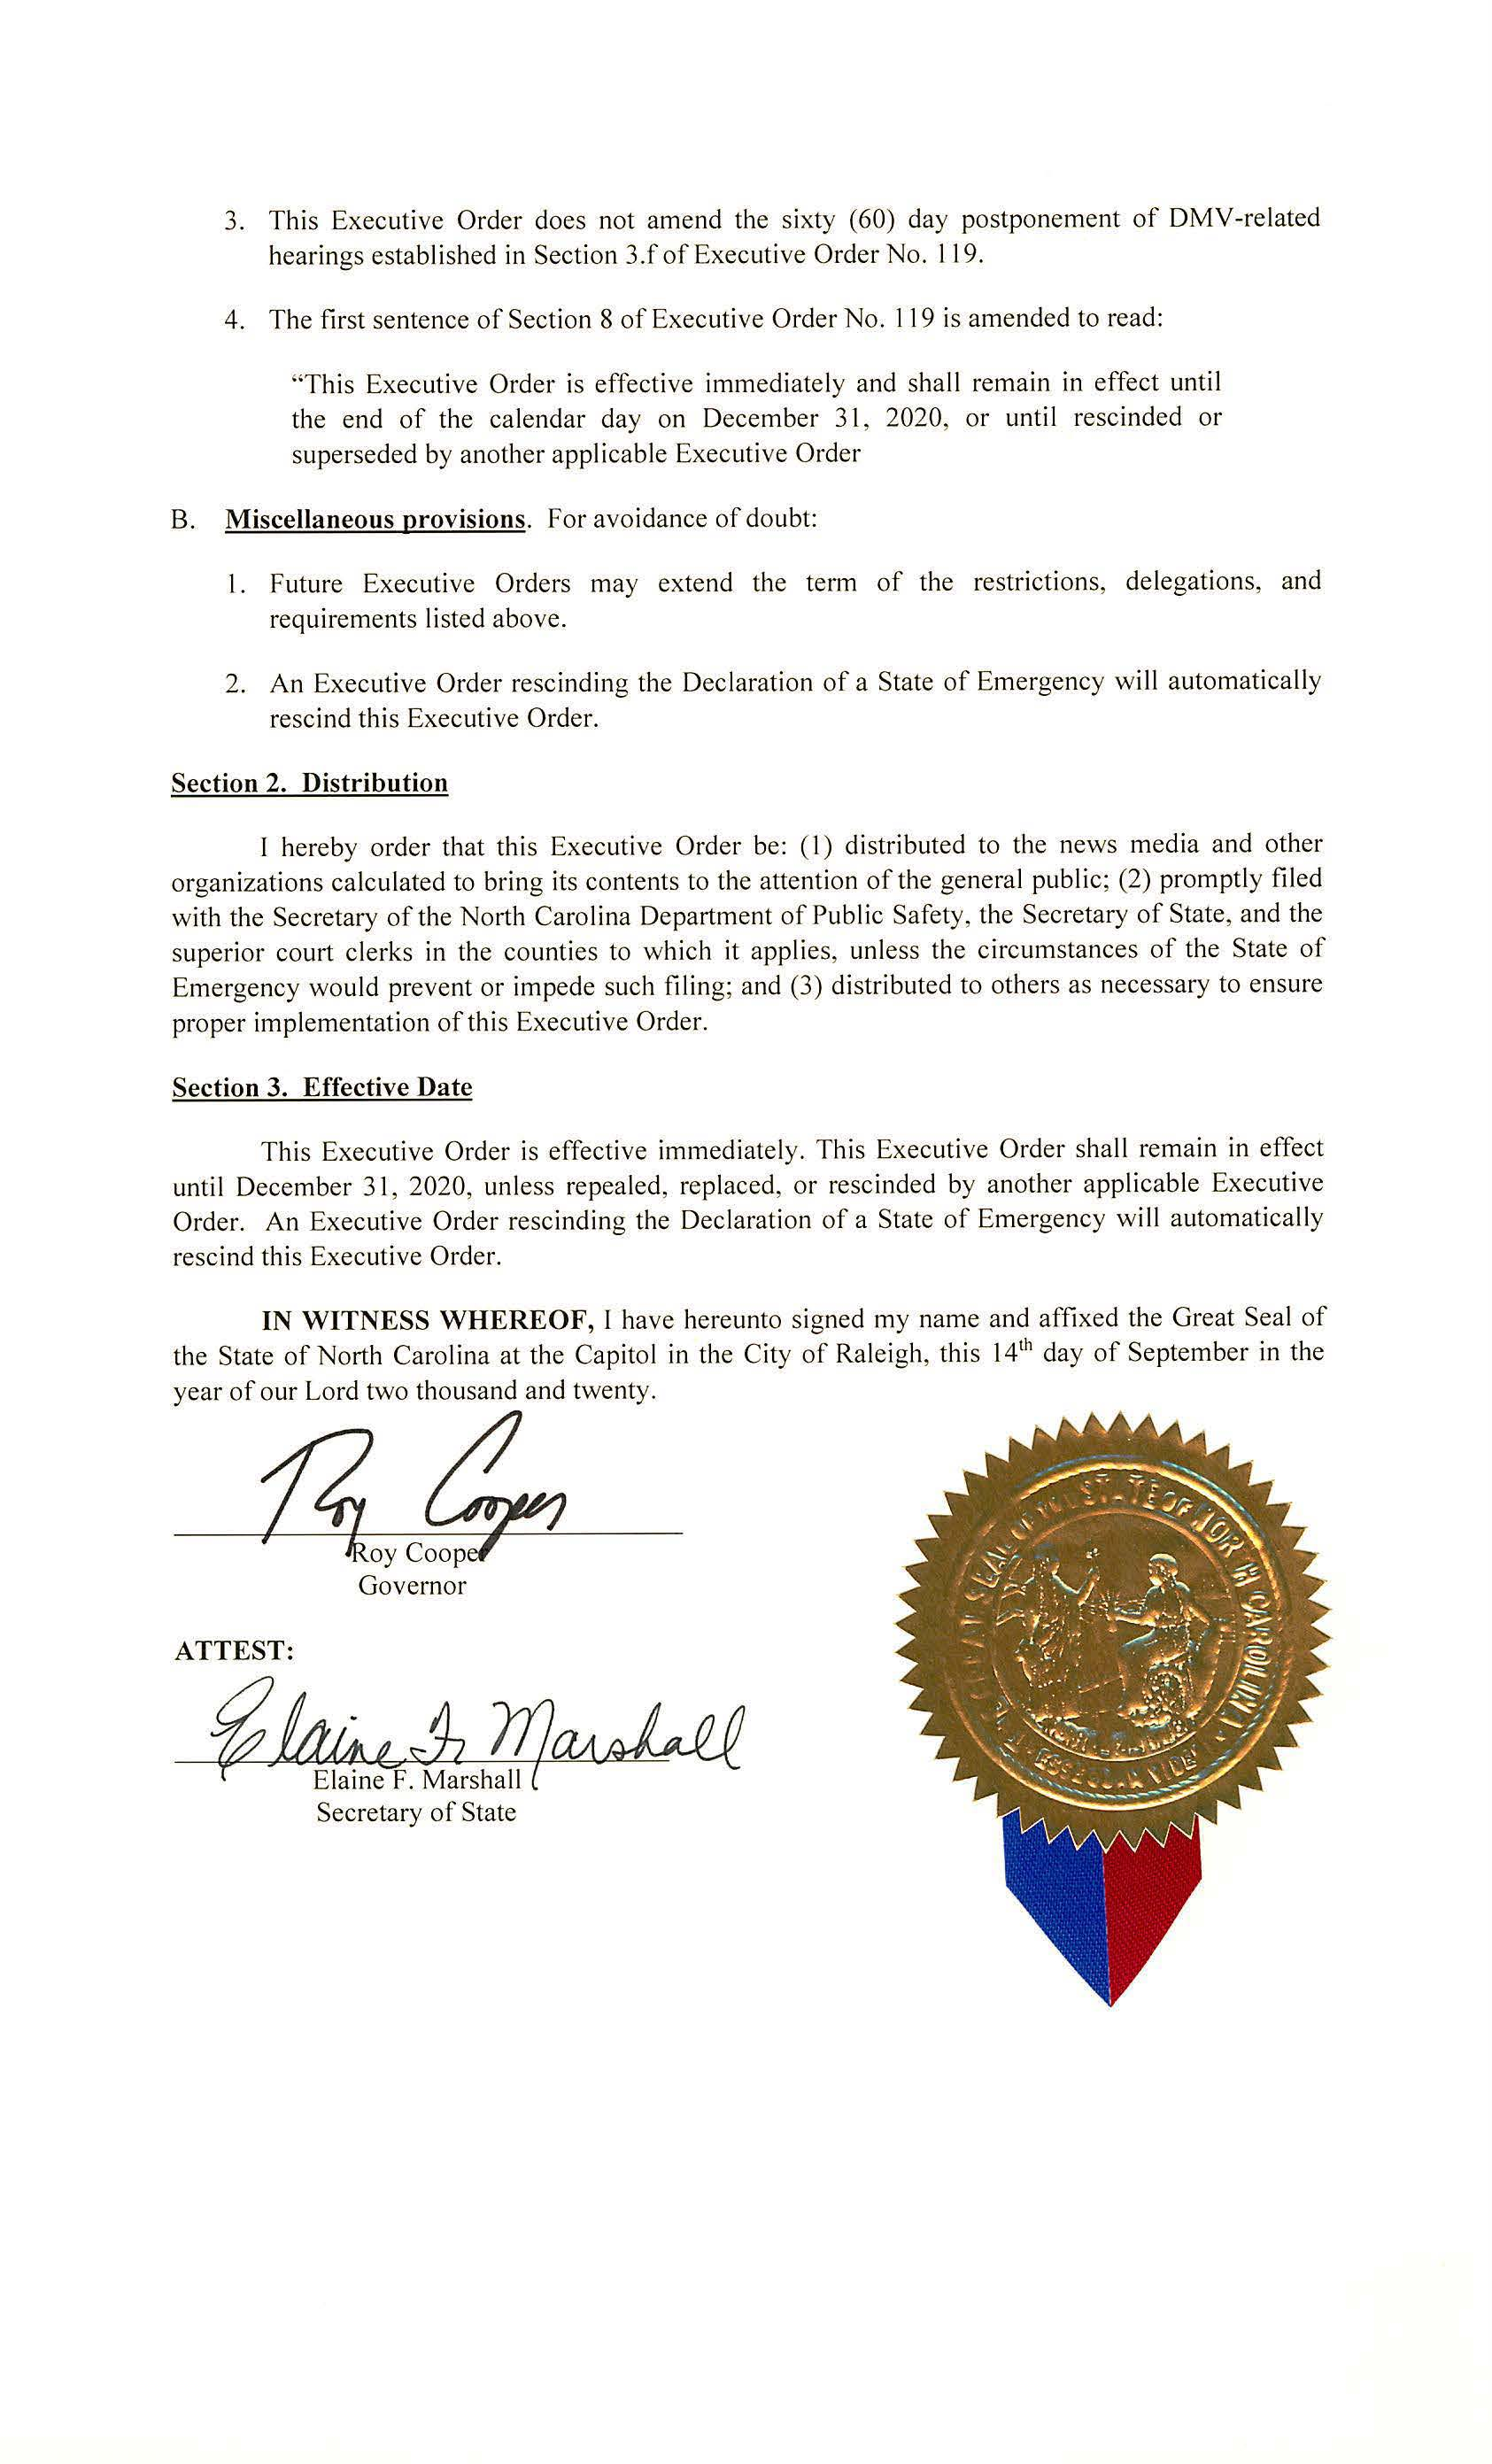 3. This Executive Order does not amend the sixty (60) day postponement of DMV-related
hearings established in Section 3.f of Executive Order No. 119.
4. The first sentence of Section 8 of Executive Order No. 119 is amended to read:
“This Executive Order is effective immediately and shall remain in effect until
the end of the calendar day on December 31, 2020, or until rescinded or
superseded by another applicable Executive Order
B. Miscellaneous provisions. For avoidance of doubt:
1. Future Executive Orders may extend the term of the restrictions, delegations, and
requirements listed above.
2. An Executive Order rescinding the Declaration of a State of Emergency will automatically
rescind this Executive Order.
Section 2. Distribution
I hereby order that this Executive Order be: (1) distributed to the news media and other
organizations calculated to bring its contents to the attention of the general public; (2) promptly filed
with the Secretary of the North Carolina Department of Public Safety, the Secretary of State, and the
superior court clerks in the counties to which it applies, unless the circumstances of the State of
Emergency would prevent or impede such filing; and (3) distributed to others as necessary to ensure
proper implementation of this Executive Order.
Section 3. Effective Date
This Executive Order is effective immediately. This Executive Order shall remain in effect
until December 31, 2020, unless repealed, replaced, or rescinded by another applicable Executive
Order. An Executive Order rescinding the Declaration of a State of Emergency will automatically
rescind this Executive Order.
IN WITNESS WHEREOF, I have hereunto signed my name and affixed the Great Seal of
the State of North Carolina at the Capitol in the City of Raleigh, this 14th day of September in the
year of our Lord two thousand and twenty.
Roy Cooper
Roy Cooper
Governor
ATTEST:
Elaine F. Marshall
Elaine F. Marshall
Secretary of State
SEAL OF STATE OF NORTH CAROLINA